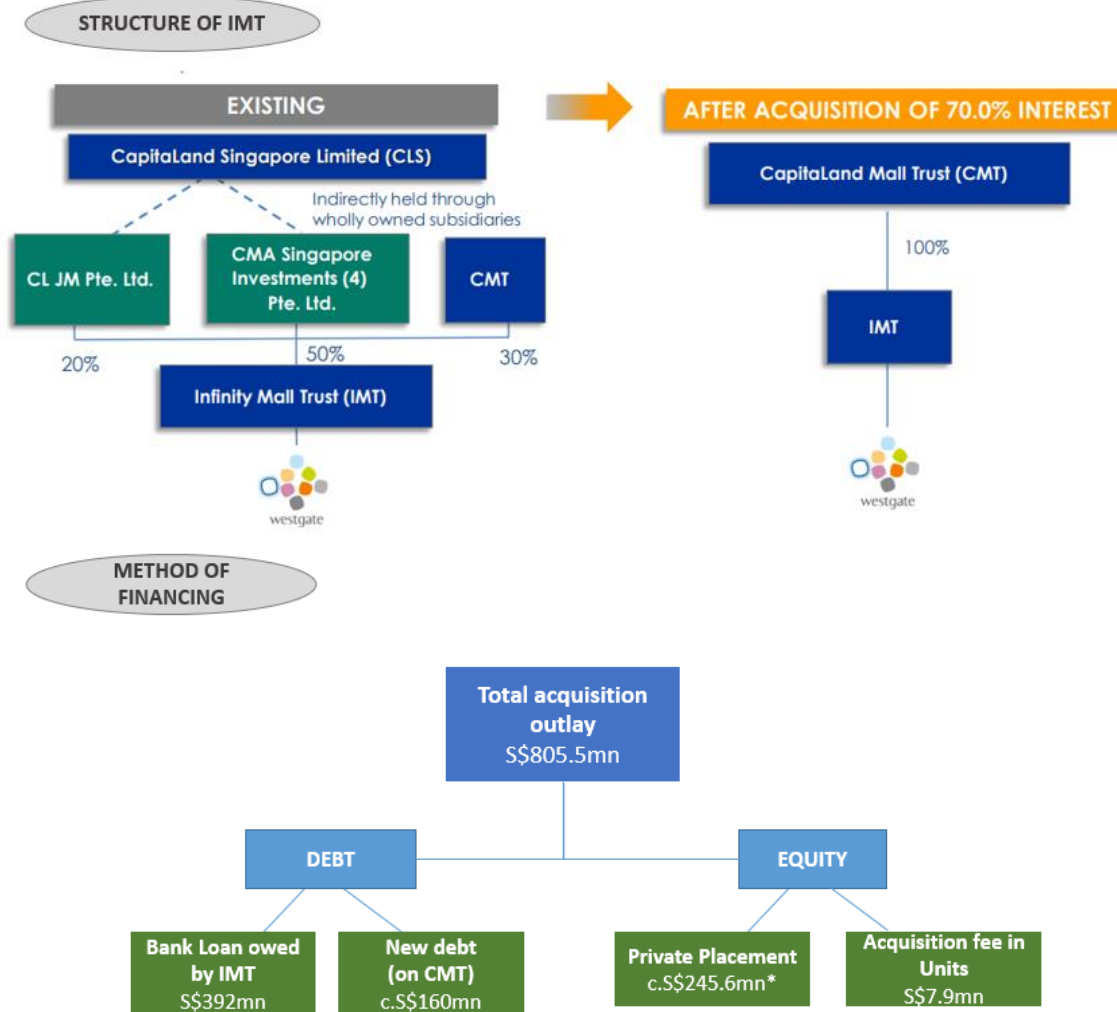 STRUCTURE OF IMT
EXISTING
AFTER ACQUISITION OF 70.0% INTEREST
CapitaLand Singapore Limited (CLS)
CapitaLand Mall Trust (CMT)
Indirectly held through
wholly owned subsidiaries
CL JM Pte. Ltd.
CMA Singapore
Investments (4)
Pte. Ltd.
CMT
100%
IMT
20%
50%
30%
Infinity Mall Trust (IMT)
westgate
westgate
METHOD OF
FINANCING
Total acquisition
outlay
S$805.5mn
DEBT
EQUITY
Bank Loan owed
by IMT
S$392mn
New debt
(on CMT)
c.S$160mn
Private Placement
c.S$245.6mn*
Acquisition fee in
Units
S$7.9mn